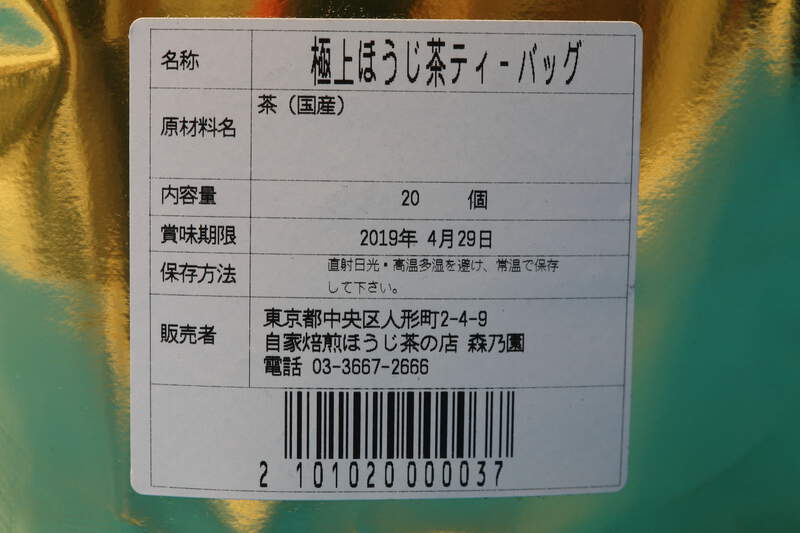 名称 極上ほうじ茶ティ-バッグ
原材料名 茶（国産）
内容量 20 個
賞味期限 2019年 4月29日
保存方法 直射日光・高温多湿を避け、常温で保存
して下さい。
販売者 東京都中央区人形町2-4-9
自家焙煎ほうじ茶の店 森乃園
電話 03-3667-2666
2 101020 000037